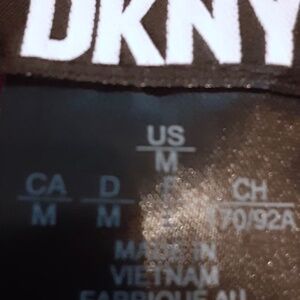 DKNY
US
M
CA D F CH
M M 170/92A
MADE IN
VIETNAM
FABRIQUE AU